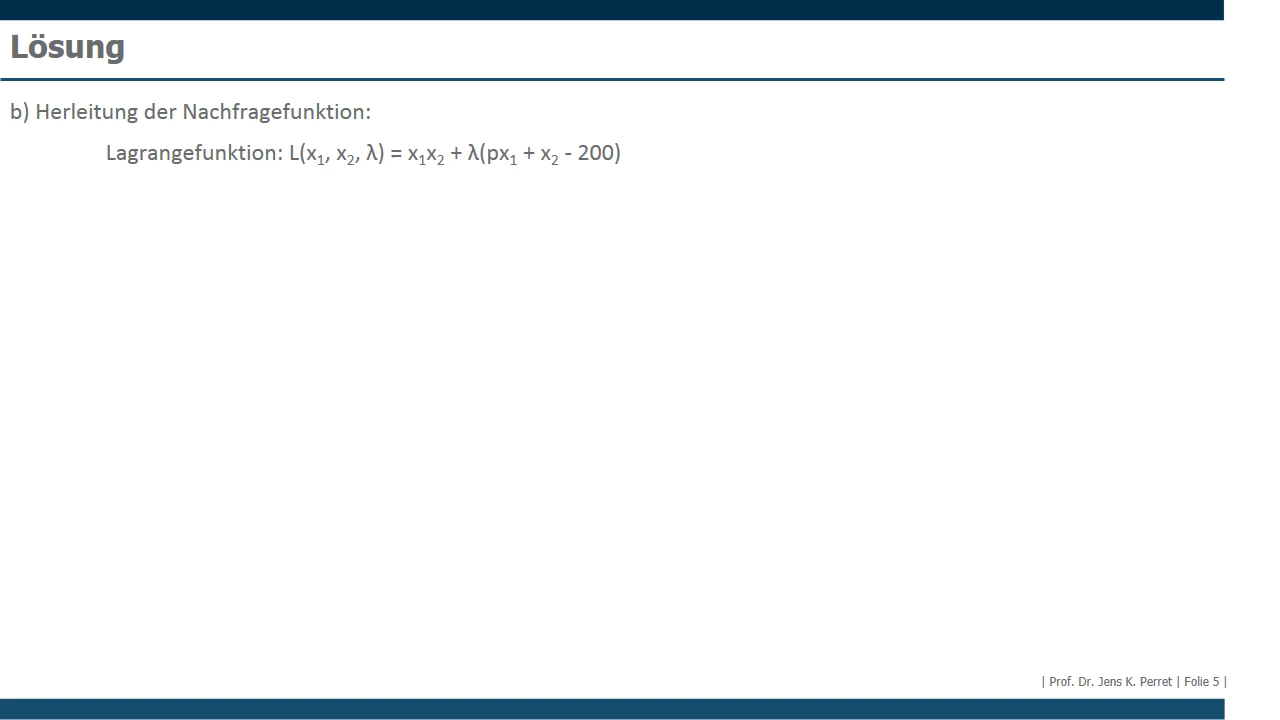 Lösung
b) Herleitung der Nachfragefunktion:
Lagrangefunktion: L(x₁, x₂, λ) = x₁x₂ + λ(px₁ + x₂ - 200)
| Prof. Dr. Jens K. Perret | Folie 5 |